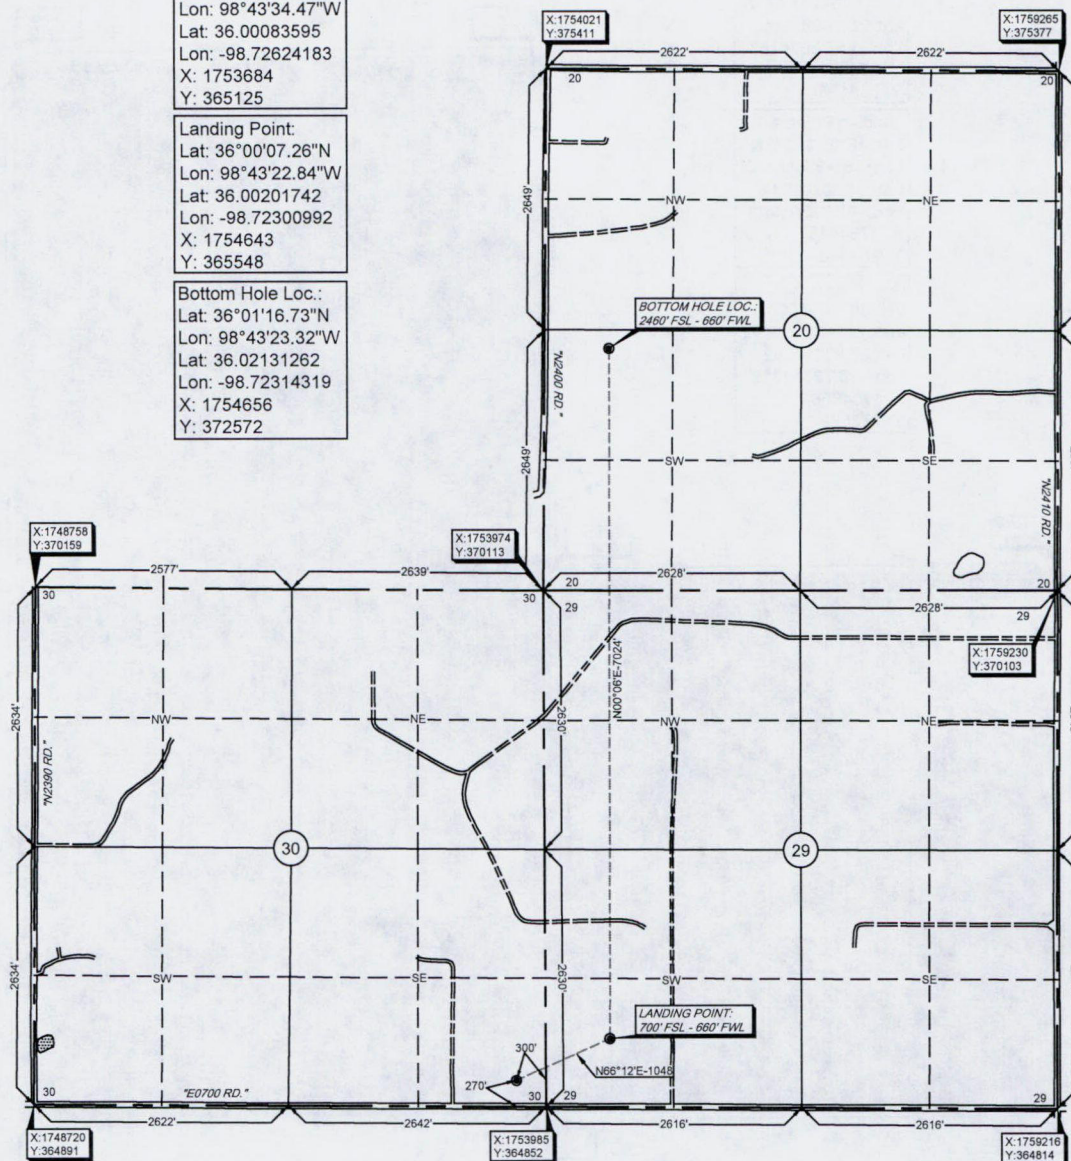 Lon: 98°43'34.47"W
Lat: 36.00083595
Lon: -98.72624183
X: 1753684
Y: 365125
Landing Point:
Lat: 36°00'07.26"N
Lon: 98°43'22.84"W
Lat: 36.00201742
Lon: -98.72300992
X: 1754643
Y: 365548
Bottom Hole Loc.:
Lat: 36°01'16.73"N
Lon: 98°43'23.32"W
Lat: 36.02131262
Lon: -98.72314319
X: 1754656
Y: 372572
X:1754021
Y:375411
X:1759265
Y:375377
2622'
2622'
20
20
2649'
NW
NE
BOTTOM HOLE LOC.:
2460' FSL - 660' FWL
20
"N2400 RD."
2649'
SW
SE
"N2410 RD."
X:1748758
Y:370159
X:1753974
Y:370113
2577'
2639'
20
2628'
20
30
30
29
2628'
29
X:1759230
Y:370103
N00°06'E-7024'
2634'
NW
NE
2630'
NW
NE
"N2390 RD."
30
29
2634'
SW
SE
2630'
SW
SE
LANDING POINT:
700' FSL - 660' FWL
300'
N66°12'E-1048'
270'
30
"E0700 RD."
30
29
29
2622'
2642'
2616'
2616'
X:1748720
Y:364891
X:1753985
Y:364852
X:1759216
Y:364814